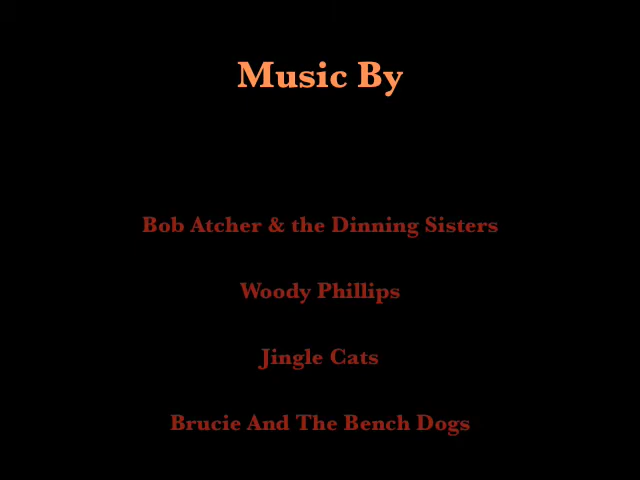 Music By
Bob Atcher & the Dinning Sisters
Woody Phillips
Jingle Cats
Brucie And The Bench Dogs